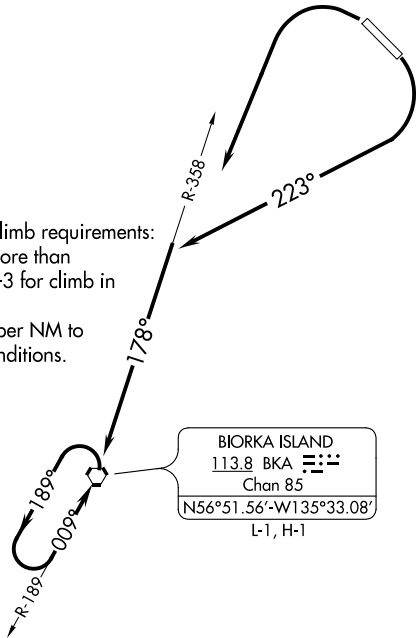 R-358
223°
limb requirements:
ore than
-3 for climb in
per NM to
nditions.
178°
BIORKA ISLAND
113.8 BKA
Chan 85
N56°51.56'-W135°33.08'
L-1, H-1
189°
009°
R-189